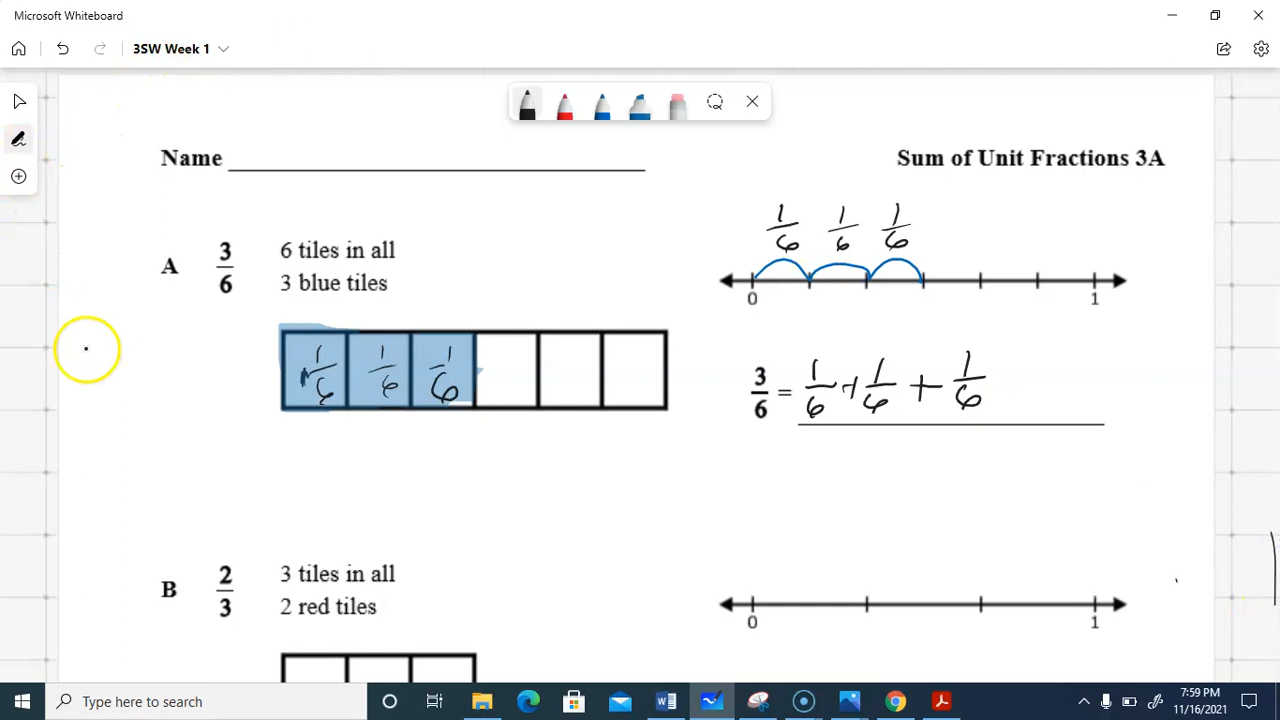 Microsoft Whiteboard
3SW Week 1
Name
Sum of Unit Fractions 3A
1/6 1/6 1/6
A 3/6 6 tiles in all
3 blue tiles
0 1
1/6 1/6 1/6
3/6 = 1/6 + 1/6 + 1/6
B 2/3 3 tiles in all
2 red tiles
0 1
Type here to search
7:59 PM
11/16/2021